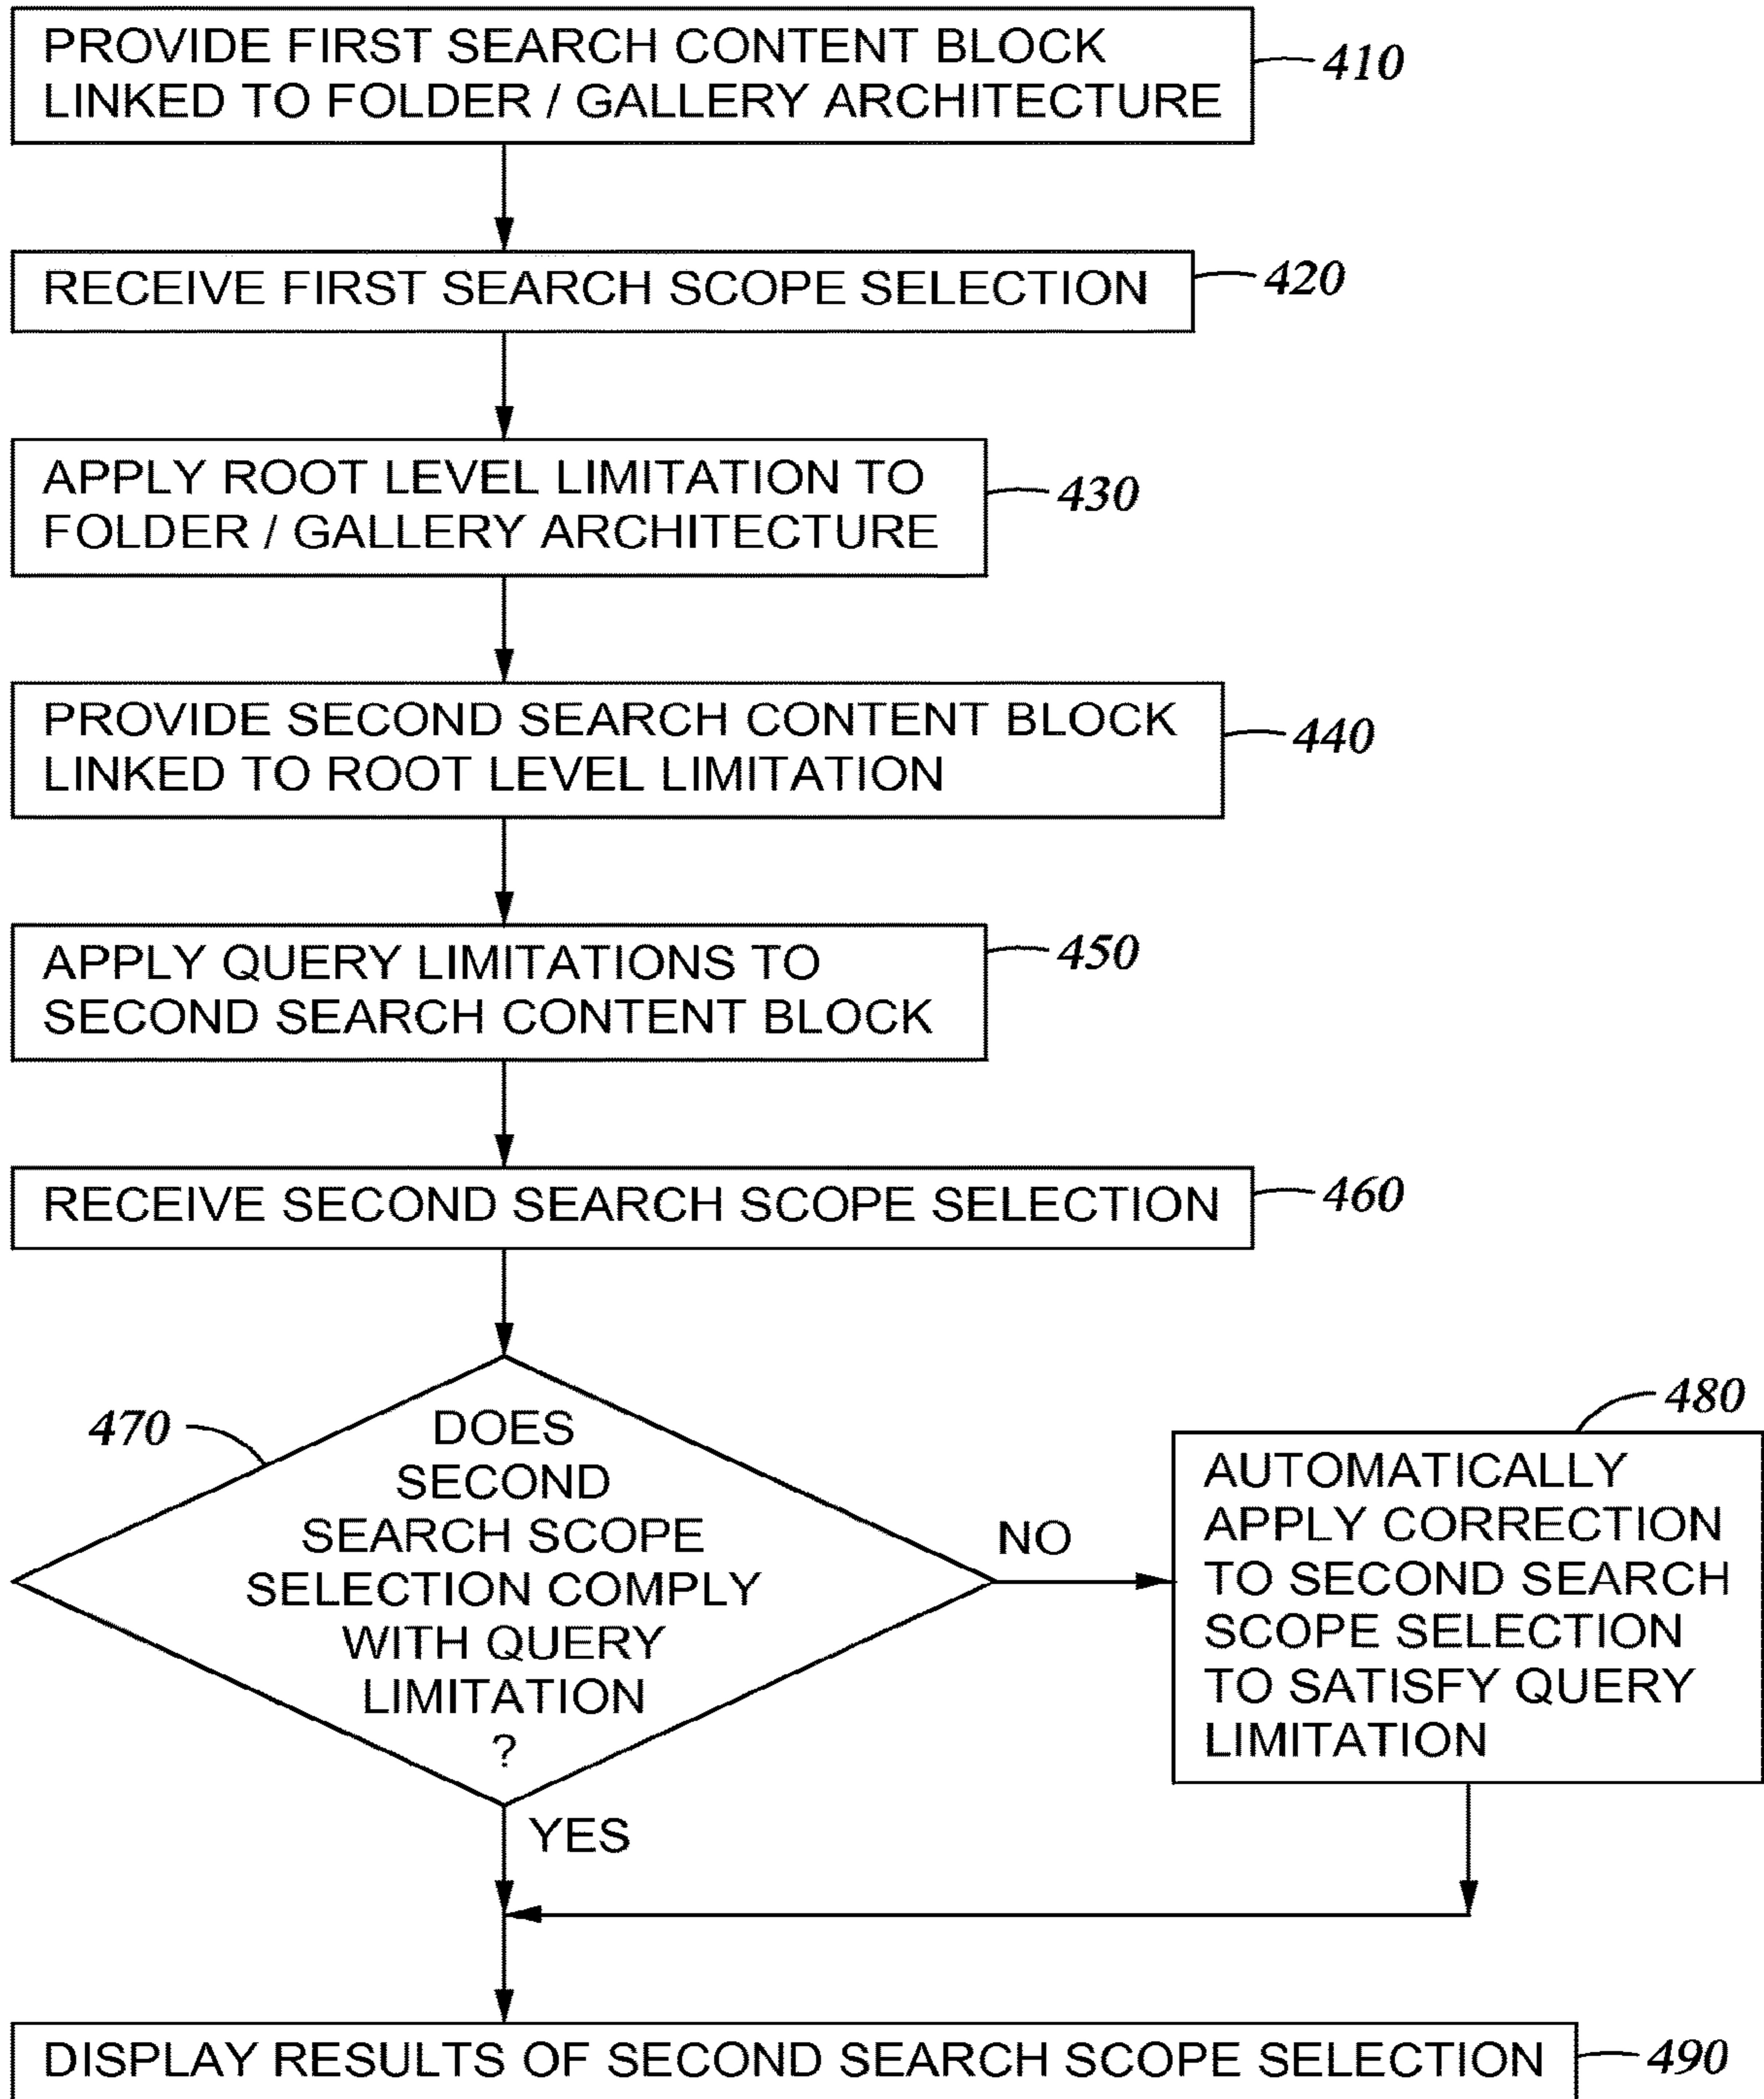 PROVIDE FIRST SEARCH CONTENT BLOCK
LINKED TO FOLDER / GALLERY ARCHITECTURE
410
RECEIVE FIRST SEARCH SCOPE SELECTION
420
APPLY ROOT LEVEL LIMITATION TO
FOLDER / GALLERY ARCHITECTURE
430
PROVIDE SECOND SEARCH CONTENT BLOCK
LINKED TO ROOT LEVEL LIMITATION
440
APPLY QUERY LIMITATIONS TO
SECOND SEARCH CONTENT BLOCK
450
RECEIVE SECOND SEARCH SCOPE SELECTION
460
470
DOES
SECOND
SEARCH SCOPE
SELECTION COMPLY
WITH QUERY
LIMITATION
?
NO
YES
480
AUTOMATICALLY
APPLY CORRECTION
TO SECOND SEARCH
SCOPE SELECTION
TO SATISFY QUERY
LIMITATION
DISPLAY RESULTS OF SECOND SEARCH SCOPE SELECTION
490